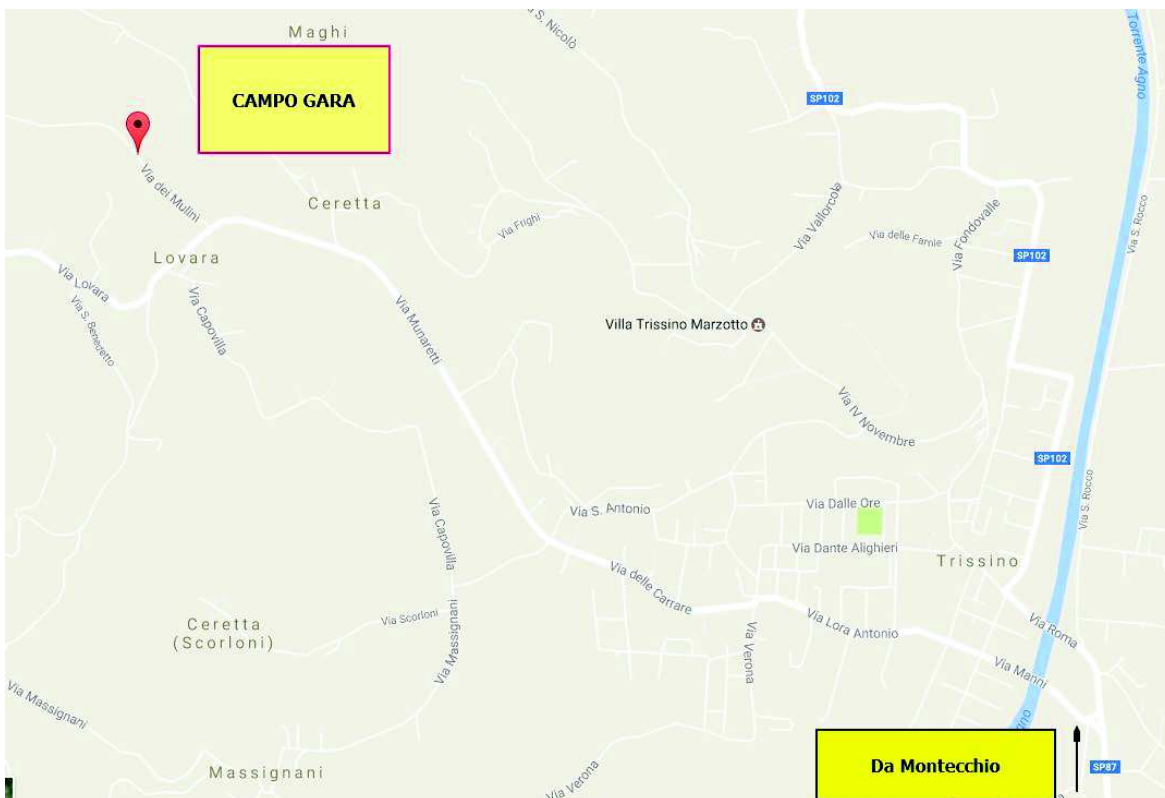 Maghi
Via S. Nicolò
Torrente Agno
CAMPO GARA
SP102
Via dei Mulini
Ceretta
Via Frighi
Via Vallorcola
Via delle Farnie
Via Fondovalle
Via S. Rocco
SP102
Lovara
Via Lovara
Via S. Benedetto
Via Capovilla
Via Munaretti
Villa Trissino Marzotto
Via IV Novembre
SP102
Via S. Rocco
Via Capovilla
Via S. Antonio
Via Dalle Ore
Via Dante Alighieri
Trissino
Via delle Carrare
Via Scorloni
Ceretta
(Scorloni)
Via Massignani
Via Verona
Via Lora Antonio
Via Roma
Via Manni
Via Massignani
Massignani
Via Verona
Da Montecchio
SP87